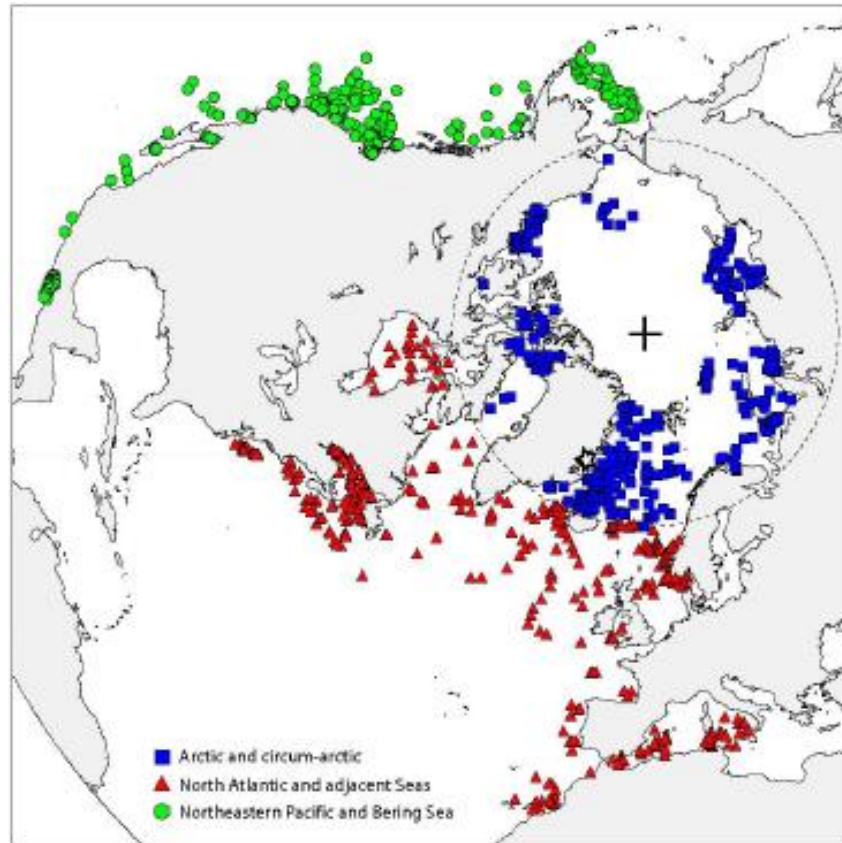 Arctic and circum-arctic
North Atlantic and adjacent Seas
Northeastern Pacific and Bering Sea